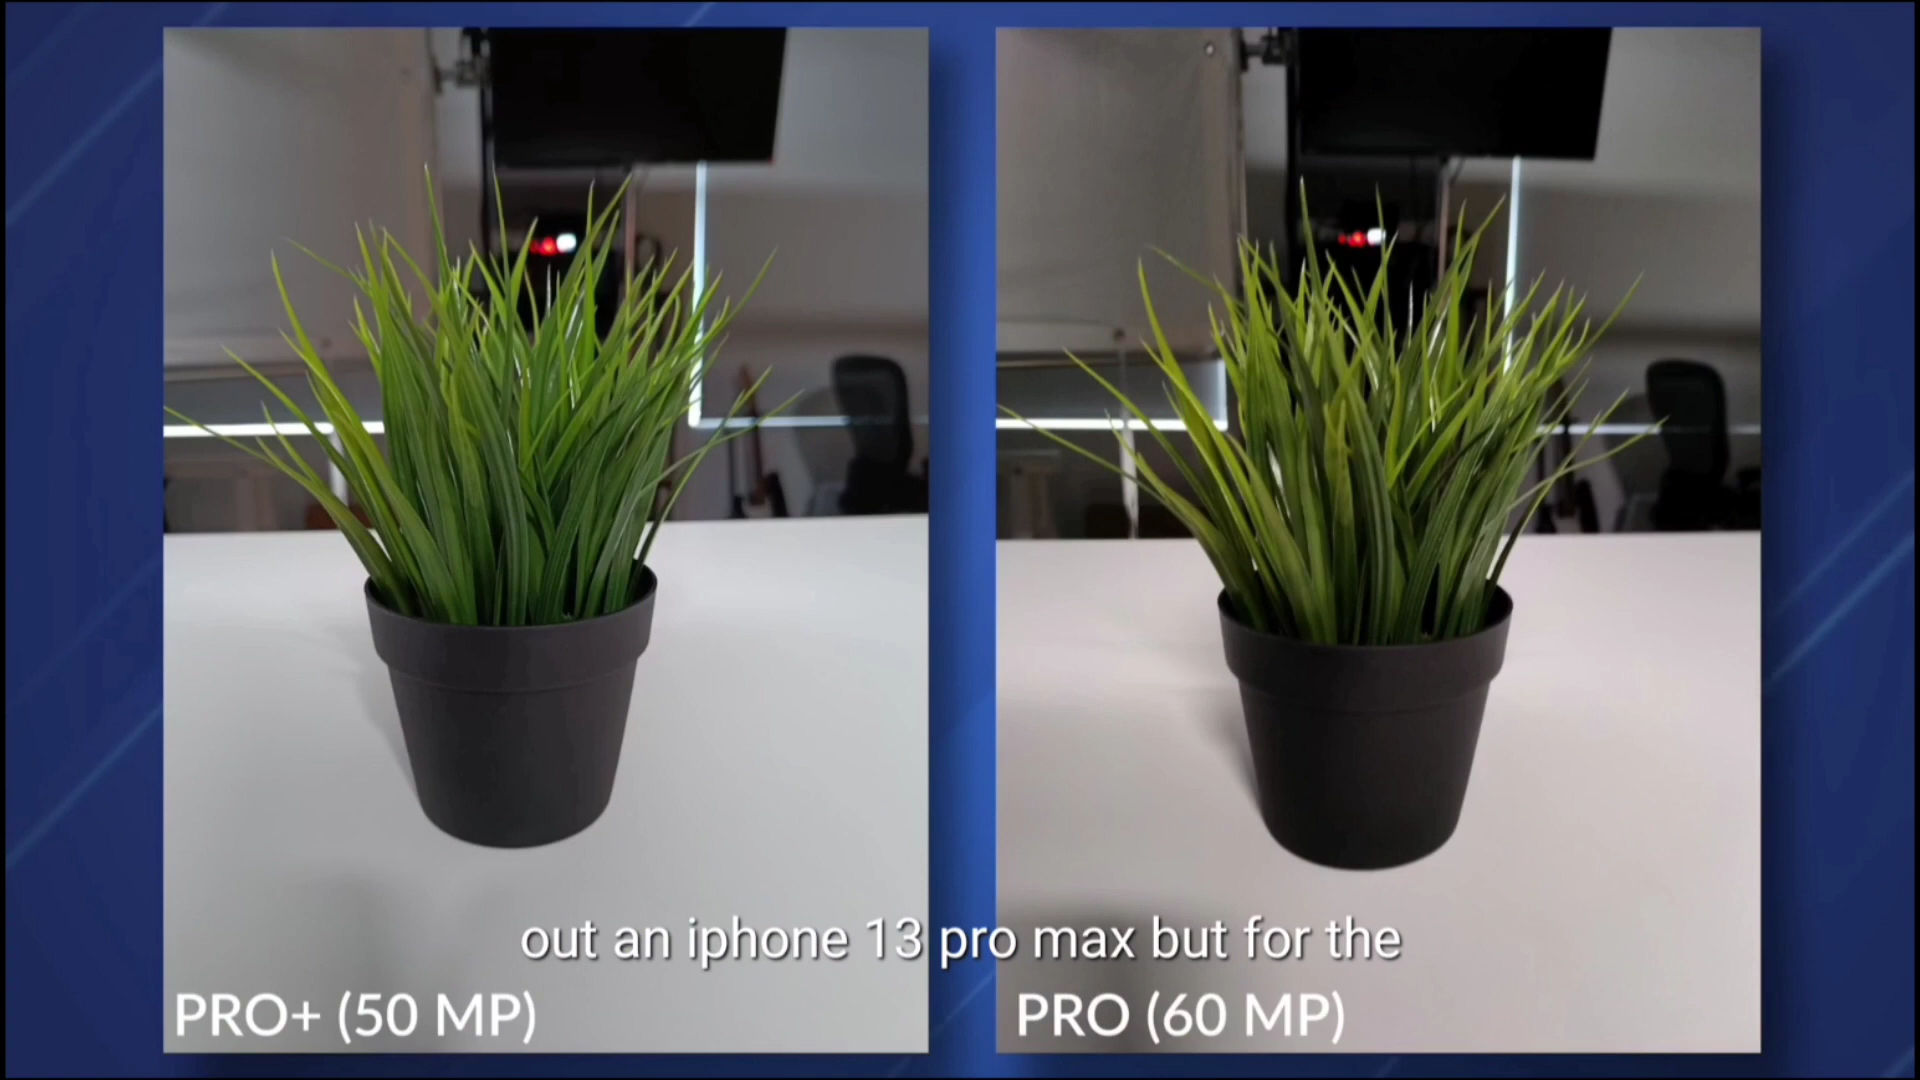 out an iphone 13 pro max but for the
PRO+ (50 MP)
PRO (60 MP)